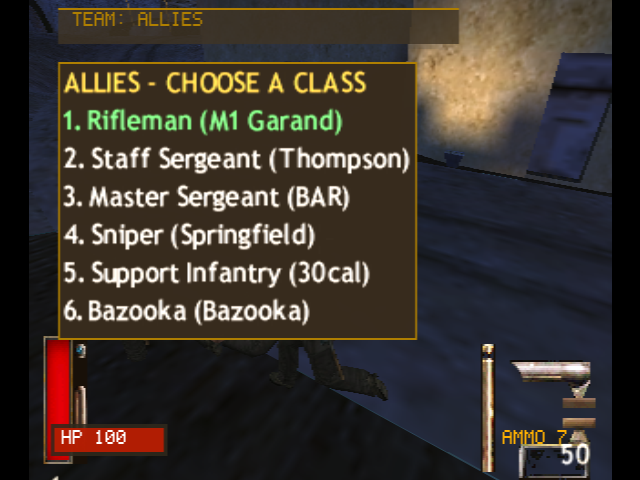 TEAM: ALLIES
ALLIES - CHOOSE A CLASS
1. Rifleman (M1 Garand)
2. Staff Sergeant (Thompson)
3. Master Sergeant (BAR)
4. Sniper (Springfield)
5. Support Infantry (30cal)
6. Bazooka (Bazooka)
HP 100
AMMO 7
50